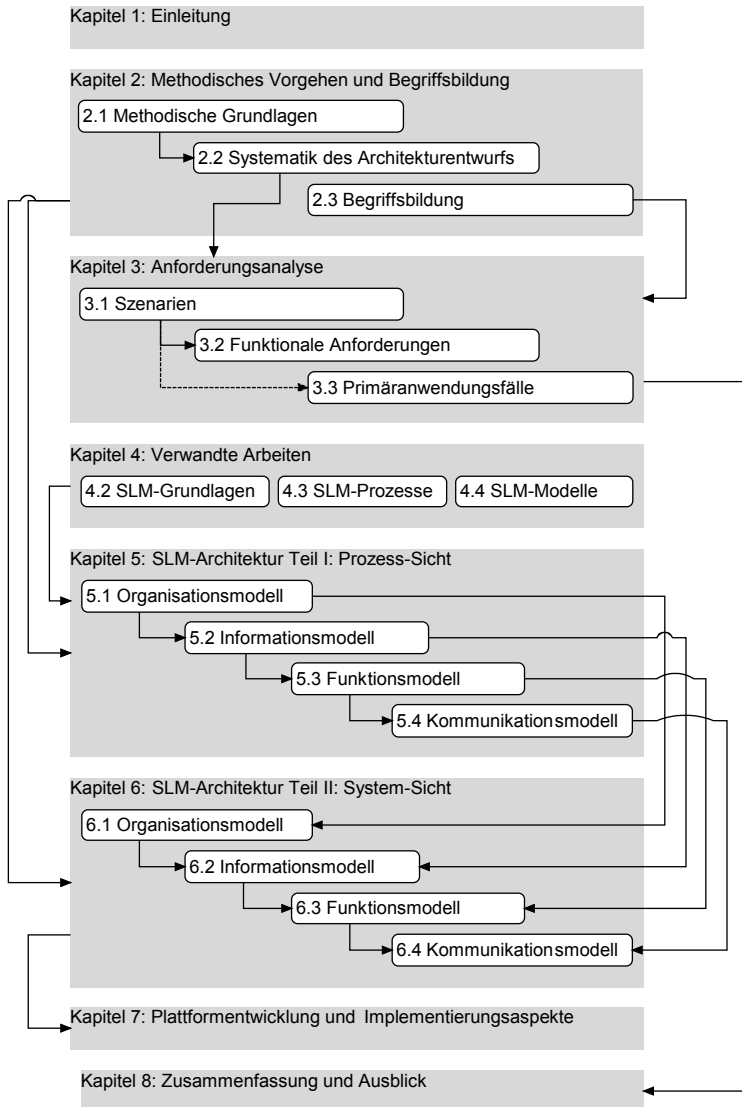 Kapitel 1: Einleitung
Kapitel 2: Methodisches Vorgehen und Begriffsbildung
2.1 Methodische Grundlagen
2.2 Systematik des Architekturentwurfs
2.3 Begriffsbildung
Kapitel 3: Anforderungsanalyse
3.1 Szenarien
3.2 Funktionale Anforderungen
3.3 Primäranwendungsfälle
Kapitel 4: Verwandte Arbeiten
4.2 SLM-Grundlagen
4.3 SLM-Prozesse
4.4 SLM-Modelle
Kapitel 5: SLM-Architektur Teil I: Prozess-Sicht
5.1 Organisationsmodell
5.2 Informationsmodell
5.3 Funktionsmodell
5.4 Kommunikationsmodell
Kapitel 6: SLM-Architektur Teil II: System-Sicht
6.1 Organisationsmodell
6.2 Informationsmodell
6.3 Funktionsmodell
6.4 Kommunikationsmodell
Kapitel 7: Plattformentwicklung und Implementierungsaspekte
Kapitel 8: Zusammenfassung und Ausblick